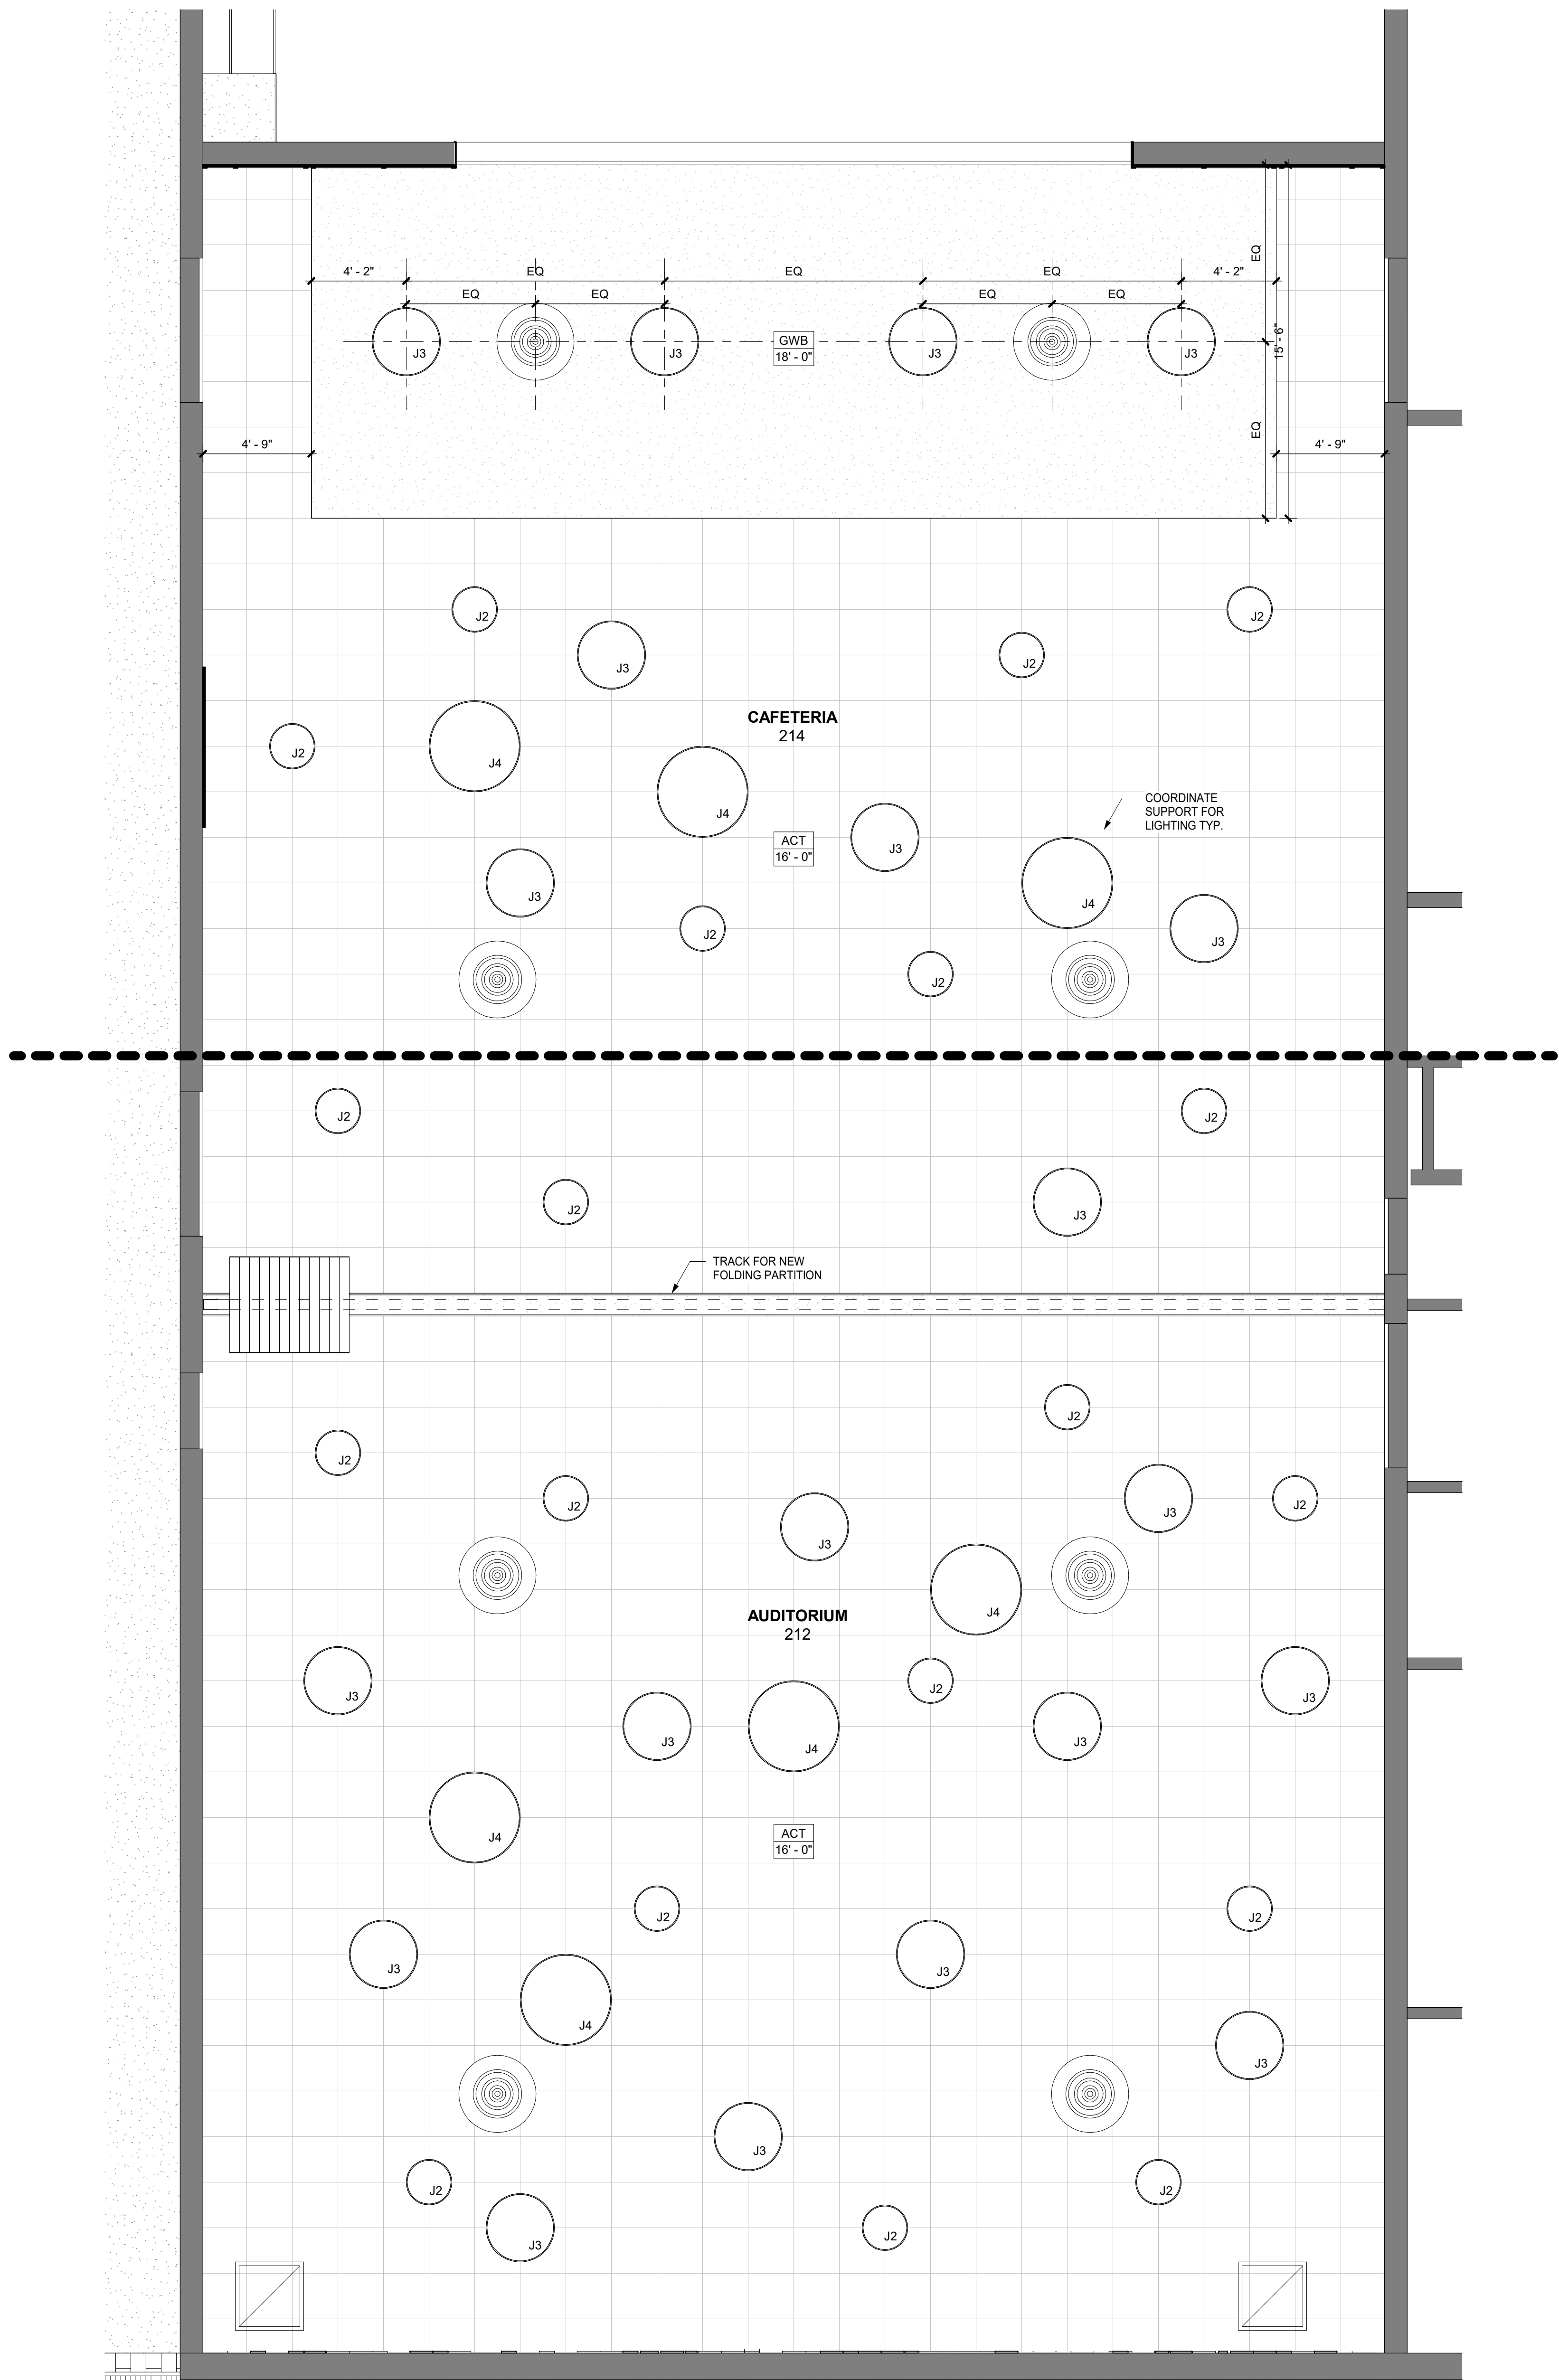 4' - 2"
EQ
EQ
EQ
4' - 2"
EQ
EQ
EQ
EQ
EQ
15' - 6"
J3
J3
GWB
18' - 0"
J3
J3
EQ
4' - 9"
4' - 9"
J2
J2
J3
J2
CAFETERIA
214
J2
J4
J4
COORDINATE
SUPPORT FOR
LIGHTING TYP.
ACT
16' - 0"
J3
J3
J4
J2
J3
J2
J2
J2
J2
J3
TRACK FOR NEW
FOLDING PARTITION
J2
J2
J2
J3
J3
J2
J4
AUDITORIUM
212
J3
J2
J3
J3
J4
J3
J4
ACT
16' - 0"
J2
J2
J3
J3
J4
J3
J3
J2
J2
J3
J2